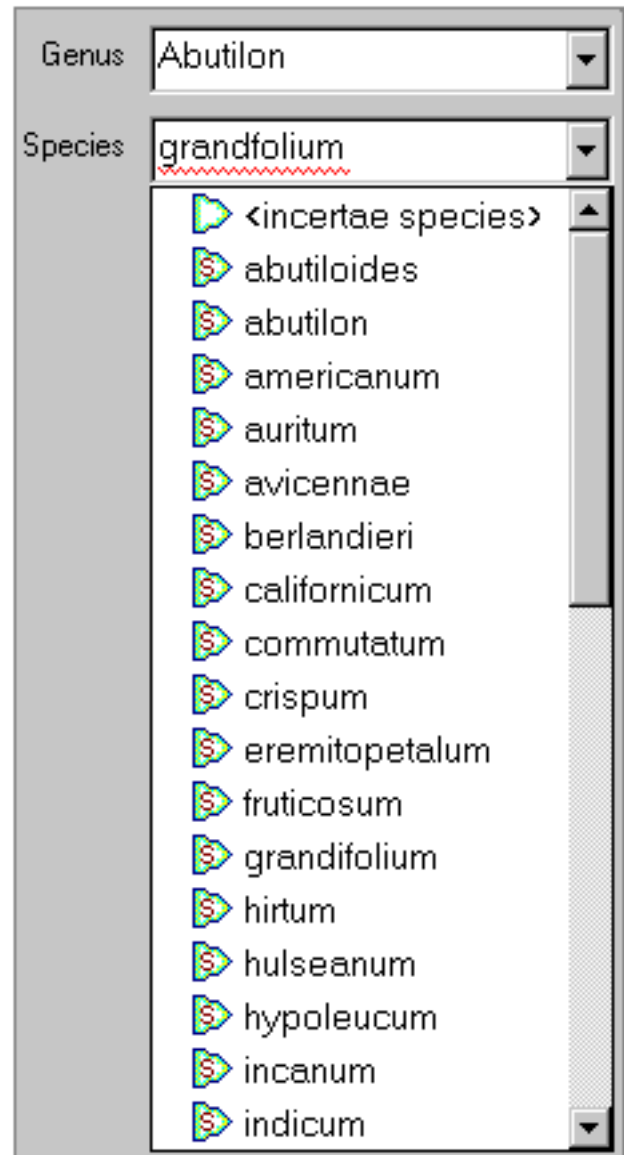 Genus Abutilon
Species grandfolium
<incertae species>
S abutiloides
S abutilon
S americanum
S auritum
S avicennae
S berlandieri
S californicum
S commutatum
S crispum
S eremitopetalum
S fruticosum
S grandifolium
S hirtum
S hulseanum
S hypoleucum
S incanum
S indicum